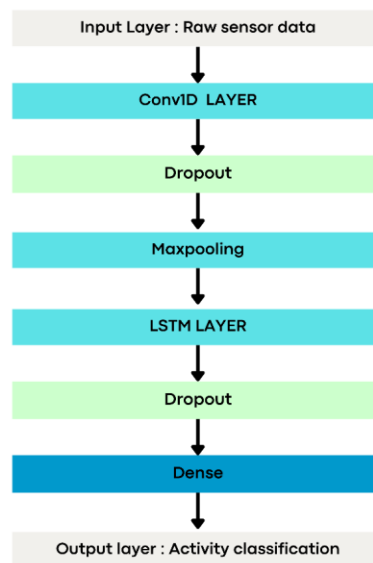 Input Layer : Raw sensor data
Conv1D LAYER
Dropout
Maxpooling
LSTM LAYER
Dropout
Dense
Output layer : Activity classification